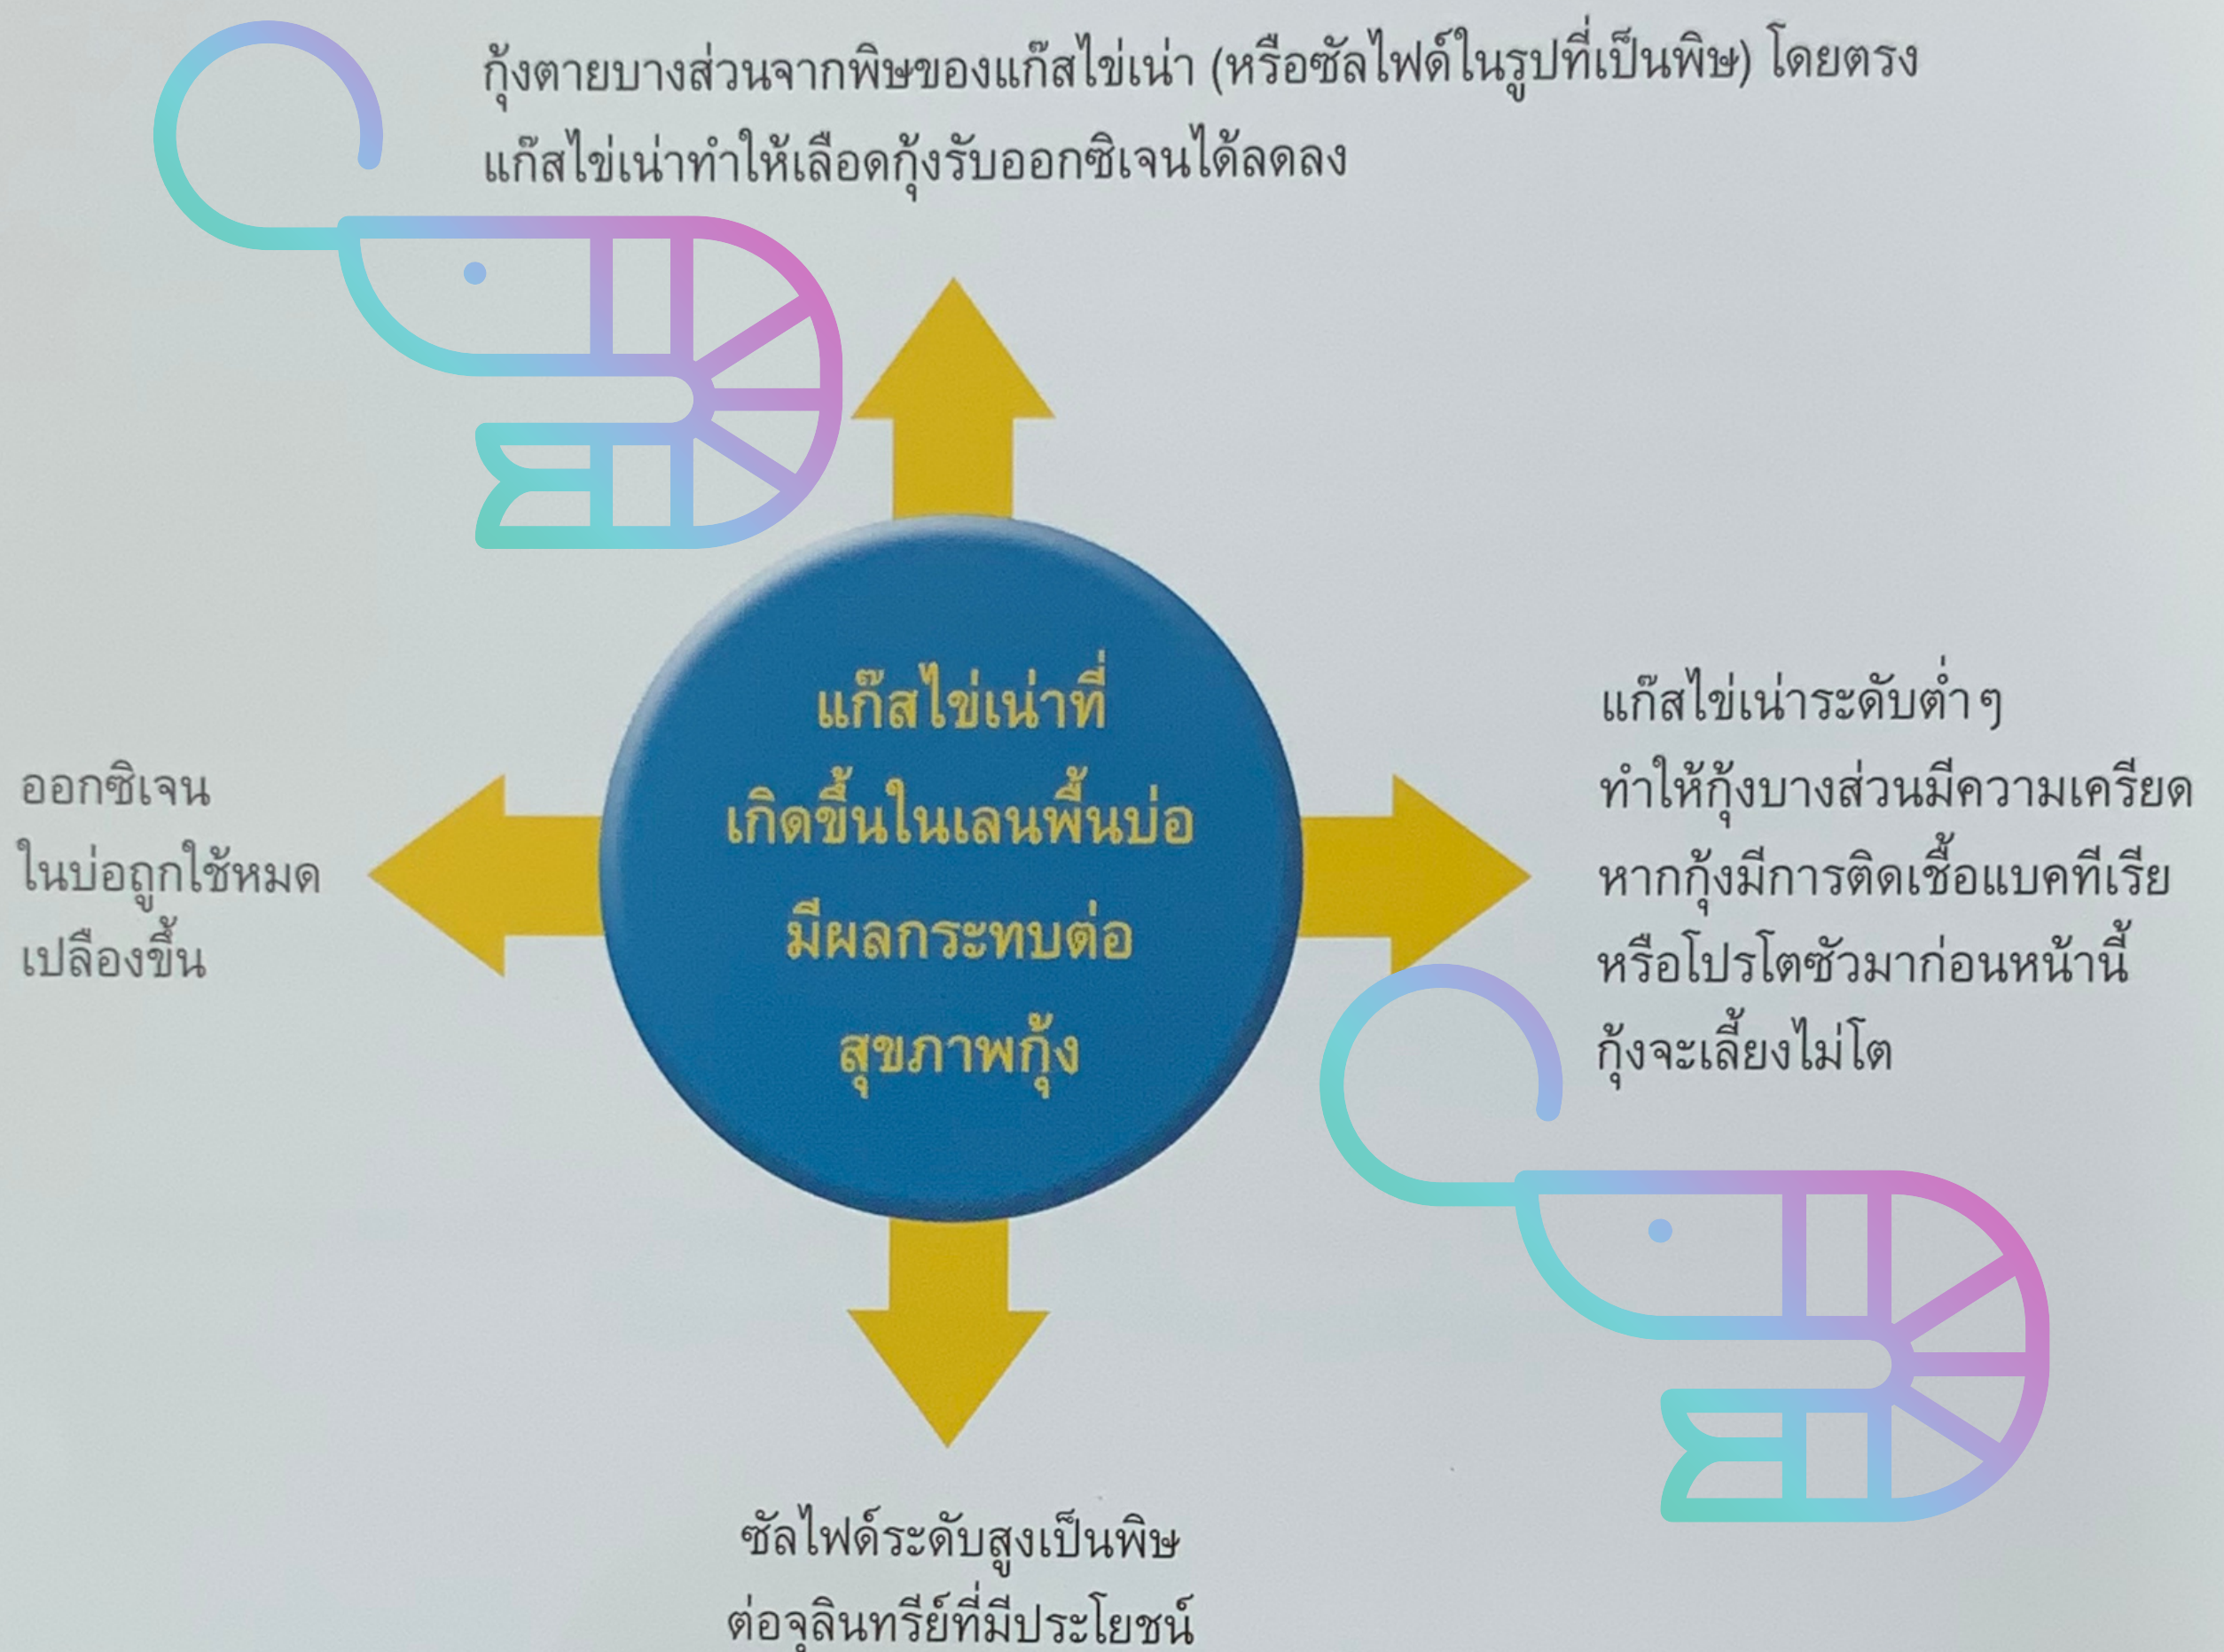 กุ้งตายบางส่วนจากพิษของแก๊สไข่เน่า (หรือซัลไฟด์ในรูปที่เป็นพิษ) โดยตรง
แก๊สไข่เน่าทำให้เลือดกุ้งรับออกซิเจนได้ลดลง
แก๊สไข่เน่าที่
เกิดขึ้นในเลนพื้นบ่อ
มีผลกระทบต่อ
สุขภาพกุ้ง
ออกซิเจน
ในบ่อถูกใช้หมด
เปลืองขึ้น
แก๊สไข่เน่าระดับต่ำๆ
ทำให้กุ้งบางส่วนมีความเครียด
หากกุ้งมีการติดเชื้อแบคทีเรีย
หรือโปรโตซัวมาก่อนหน้านี้
กุ้งจะเลี้ยงไม่โต
ซัลไฟด์ระดับสูงเป็นพิษ
ต่อจุลินทรีย์ที่มีประโยชน์